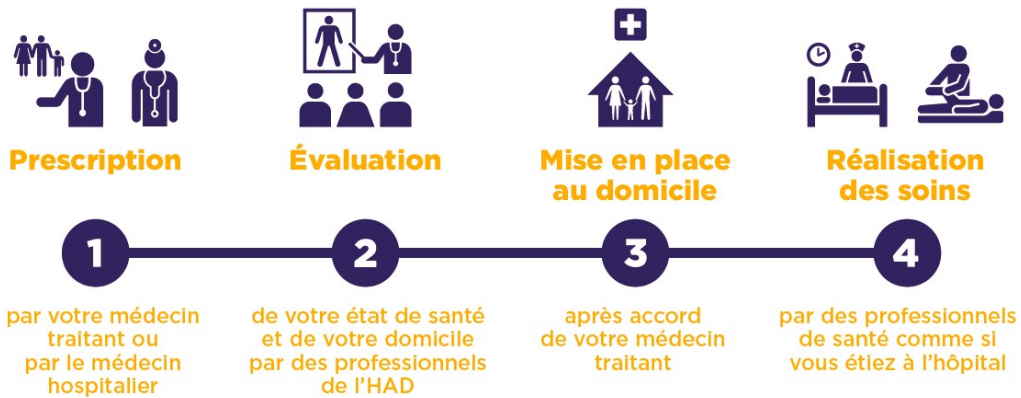 Prescription
Évaluation
Mise en place
au domicile
Réalisation
des soins
1
2
3
4
par votre médecin
traitant ou
par le médecin
hospitalier
de votre état de santé
et de votre domicile
par des professionnels
de l'HAD
après accord
de votre médecin
traitant
par des professionnels
de santé comme si
vous étiez à l'hôpital